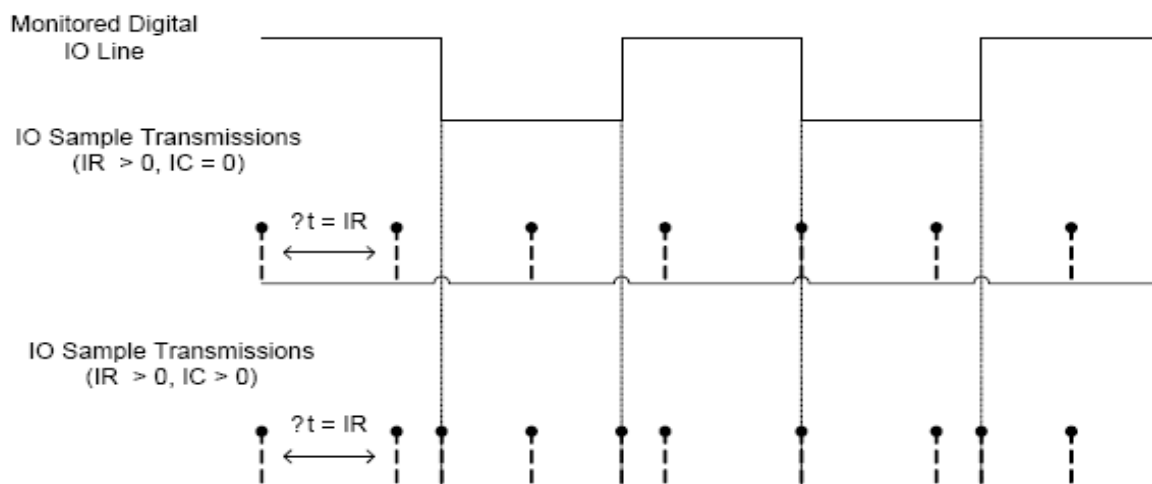 Monitored Digital
IO Line
IO Sample Transmissions
(IR > 0, IC = 0)
?t = IR
IO Sample Transmissions
(IR > 0, IC > 0)
?t = IR